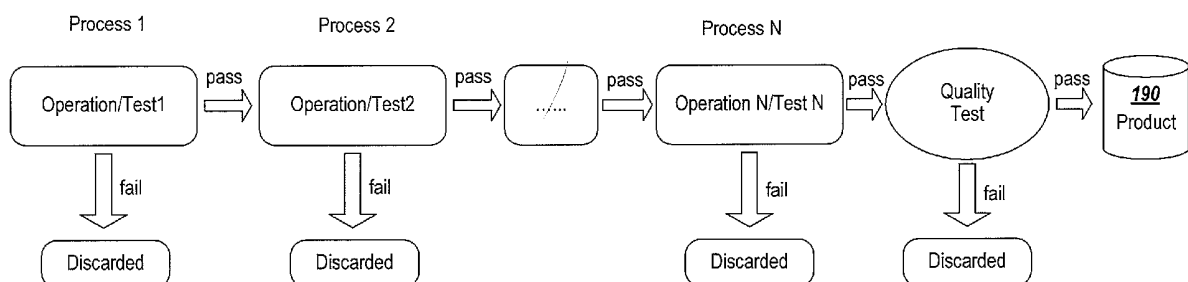 Process 1
Process 2
Process N
Operation/Test1
pass
Operation/Test2
pass
......
pass
Operation N/Test N
pass
Quality
Test
pass
190
Product
fail
fail
fail
fail
Discarded
Discarded
Discarded
Discarded